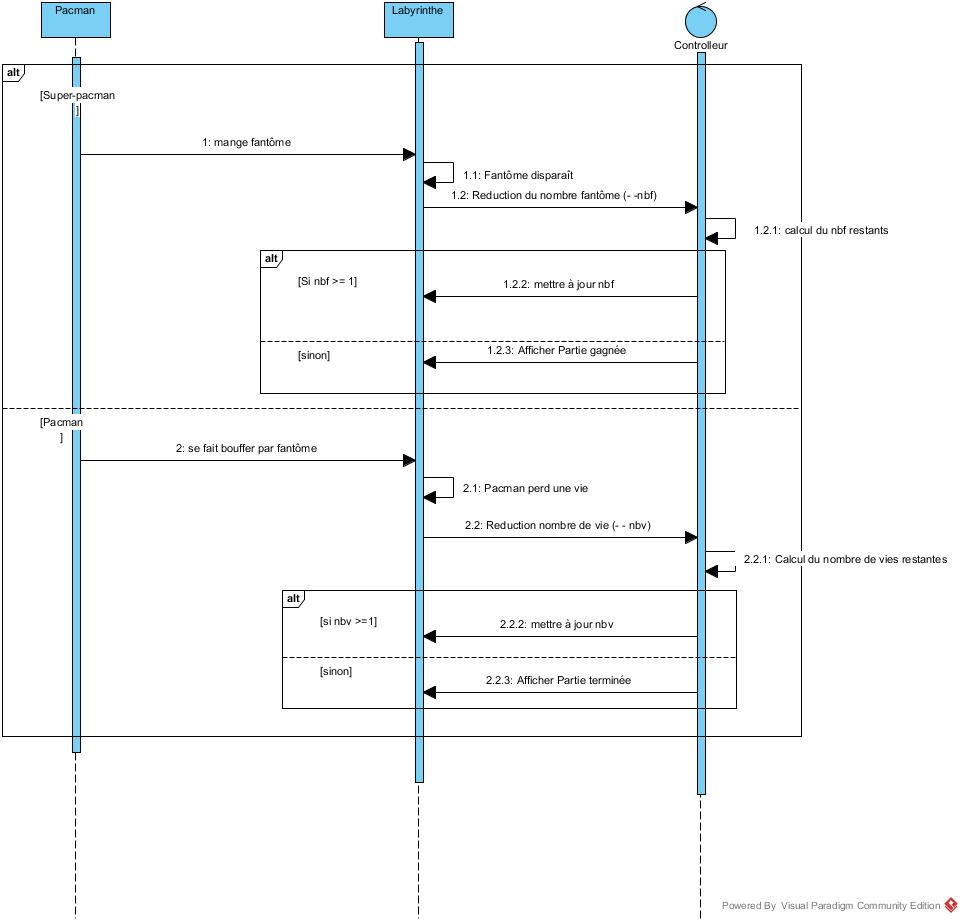 Pacman
Labyrinthe
Controlleur
alt
[Super-pacman
]
1: mange fantôme
1.1: Fantôme disparaît
1.2: Reduction du nombre fantôme (- -nbf)
1.2.1: calcul du nbf restants
alt
[Si nbf >= 1]
1.2.2: mettre à jour nbf
1.2.3: Afficher Partie gagnée
[sinon]
[Pacman
]
2: se fait bouffer par fantôme
2.1: Pacman perd une vie
2.2: Reduction nombre de vie (- - nbv)
2.2.1: Calcul du nombre de vies restantes
alt
[si nbv >=1]
2.2.2: mettre à jour nbv
[sinon]
2.2.3: Afficher Partie terminée
Powered By Visual Paradigm Community Edition